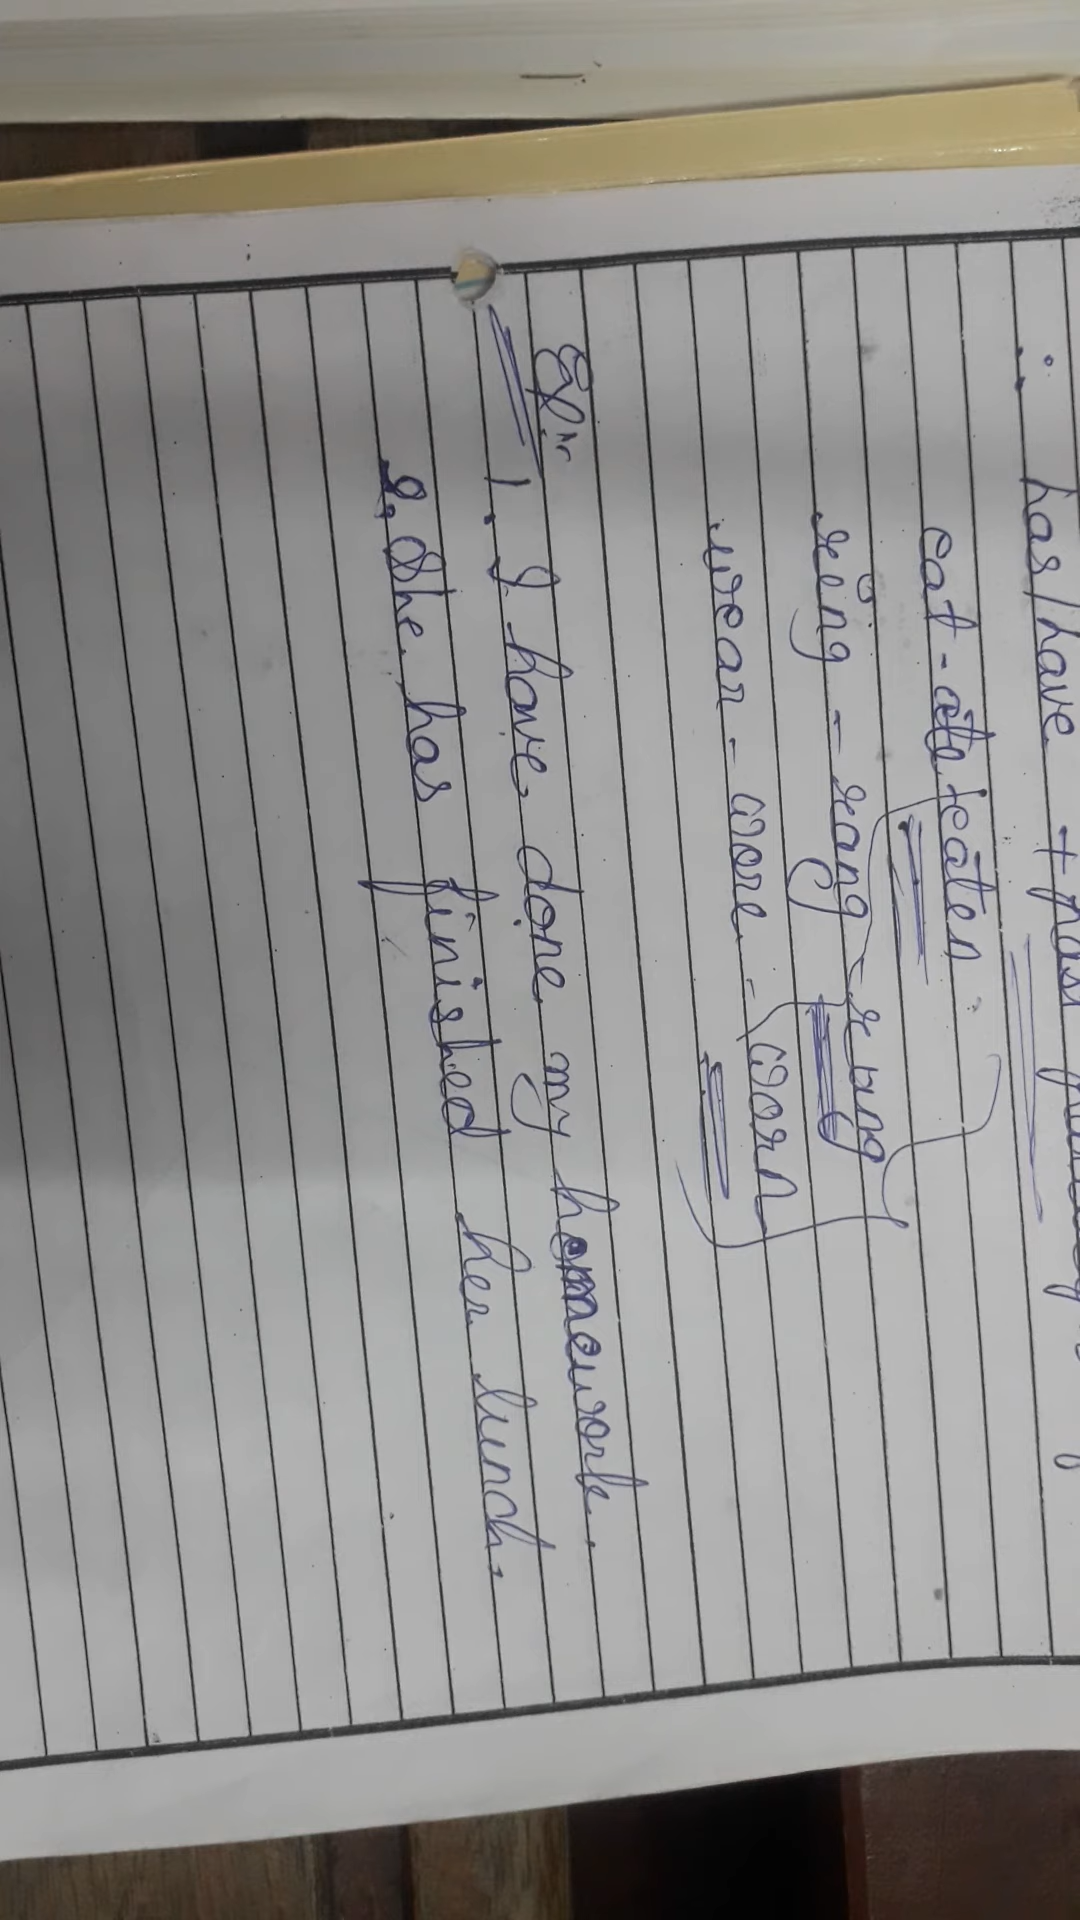 ∴ has/have + past
eat - ate - eaten
ring - rang - rung
wear - wore - worn
Eg:-
1. I have done my homework.
2. She has finished her lunch.